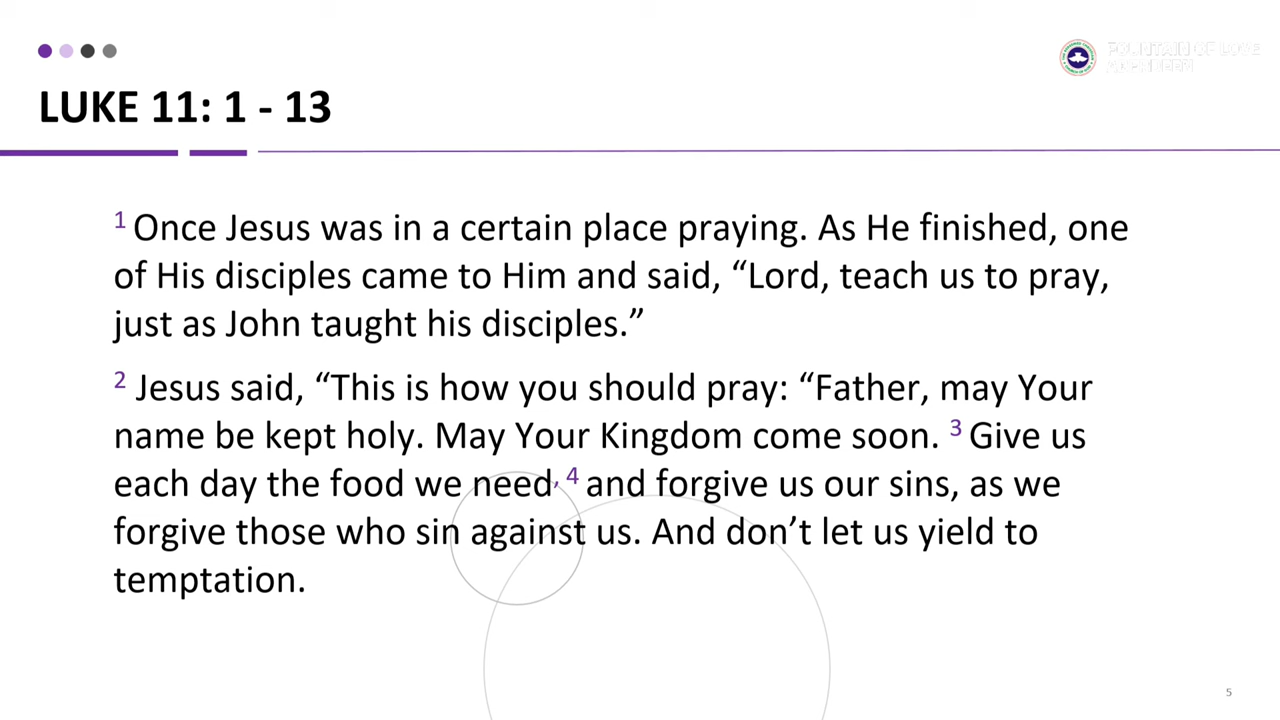 FOUNTAIN OF LOVE
ABERDEEN
LUKE 11: 1 - 13
1 Once Jesus was in a certain place praying. As He finished, one
of His disciples came to Him and said, “Lord, teach us to pray,
just as John taught his disciples.”
2 Jesus said, “This is how you should pray: “Father, may Your
name be kept holy. May Your Kingdom come soon. 3 Give us
each day the food we need, 4 and forgive us our sins, as we
forgive those who sin against us. And don’t let us yield to
temptation.
5